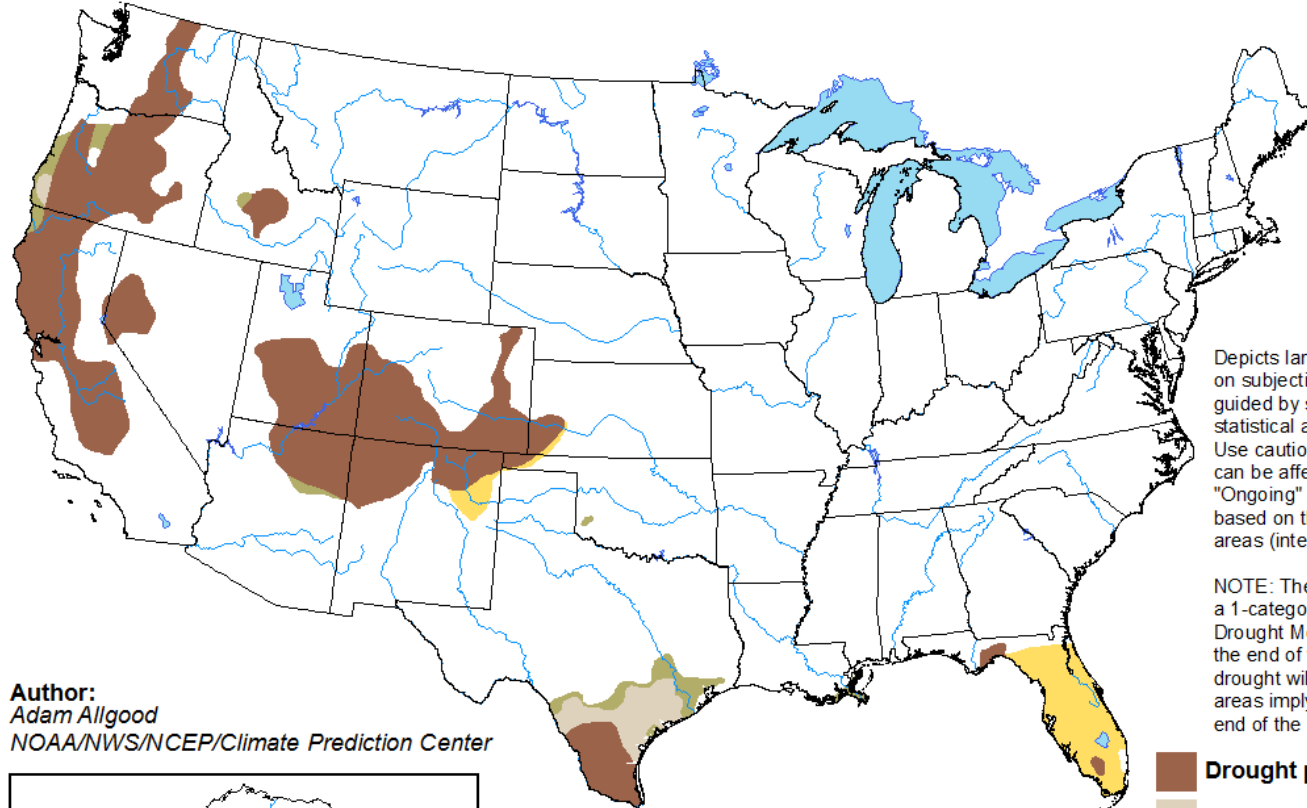 Depicts lar
on subjecti
guided by s
statistical a
Use cautio
can be affe
"Ongoing"
based on th
areas (inte
NOTE: The
a 1-catego
Drought Mo
the end of
drought wil
areas imply
end of the
Author:
Adam Allgood
NOAA/NWS/NCEP/Climate Prediction Center
Drought p